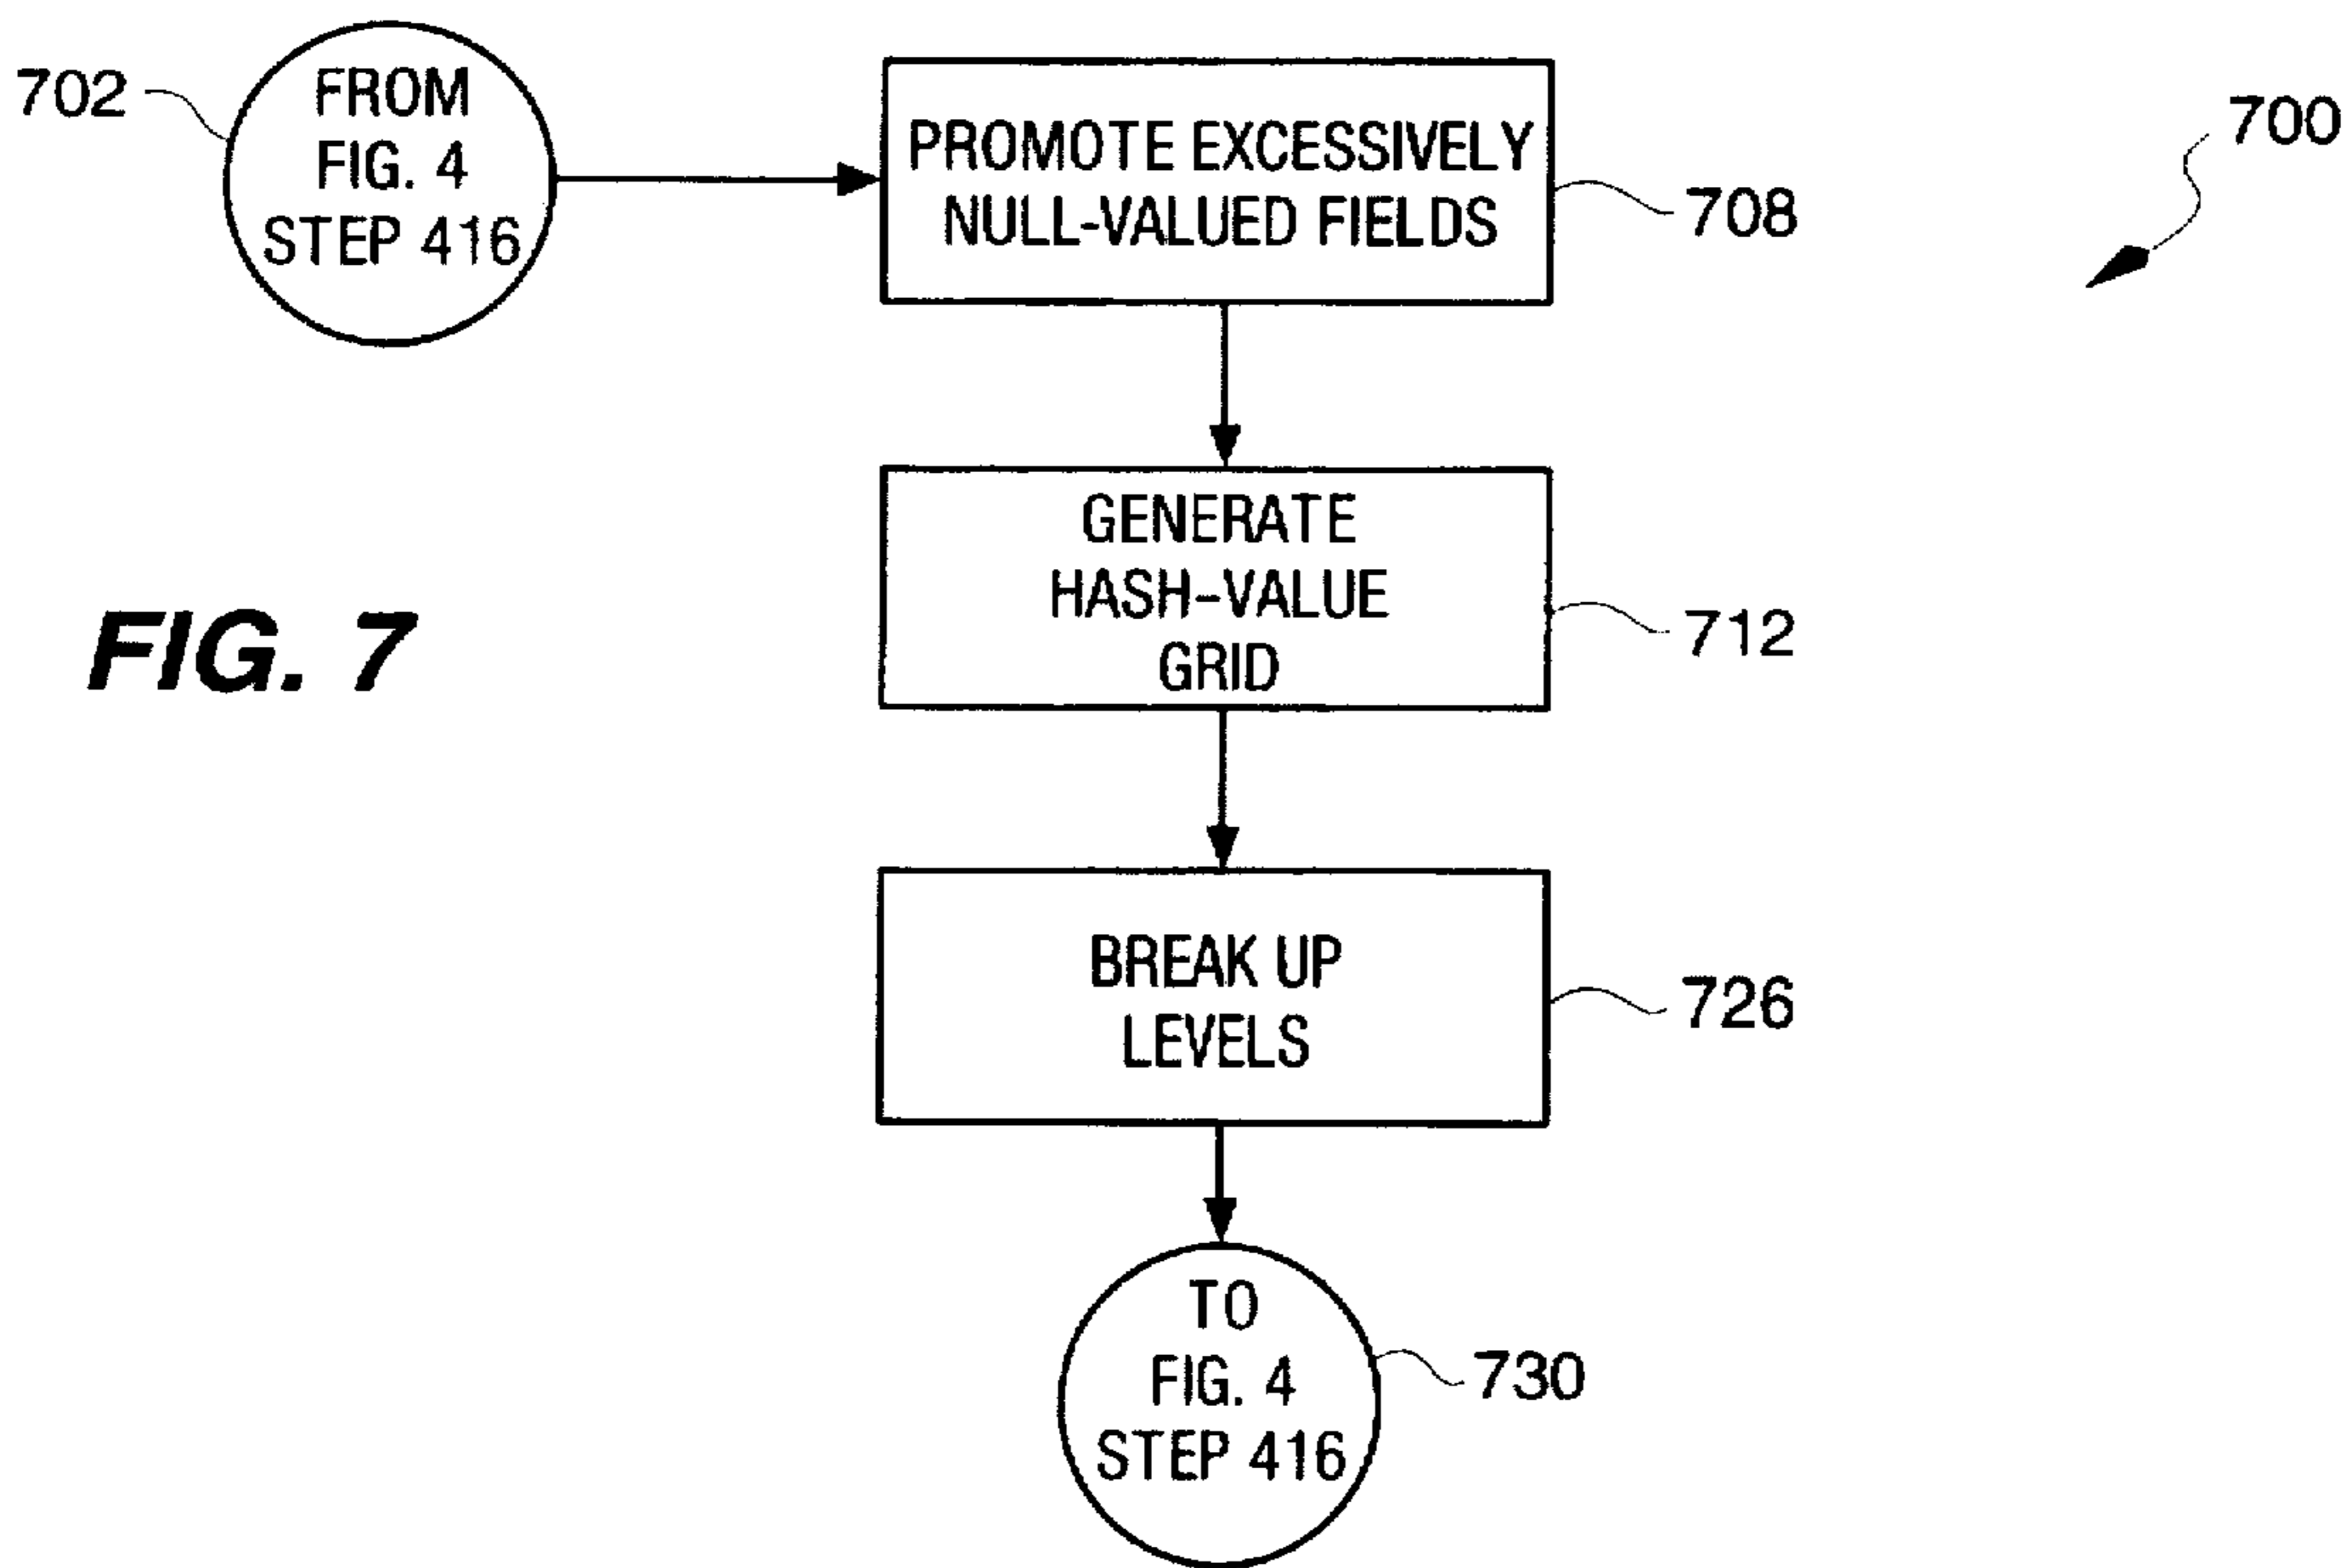 702
FROM
FIG. 4
STEP 416
PROMOTE EXCESSIVELY
NULL-VALUED FIELDS
708
700
GENERATE
HASH-VALUE
GRID
712
FIG. 7
BREAK UP
LEVELS
726
TO
FIG. 4
STEP 416
730